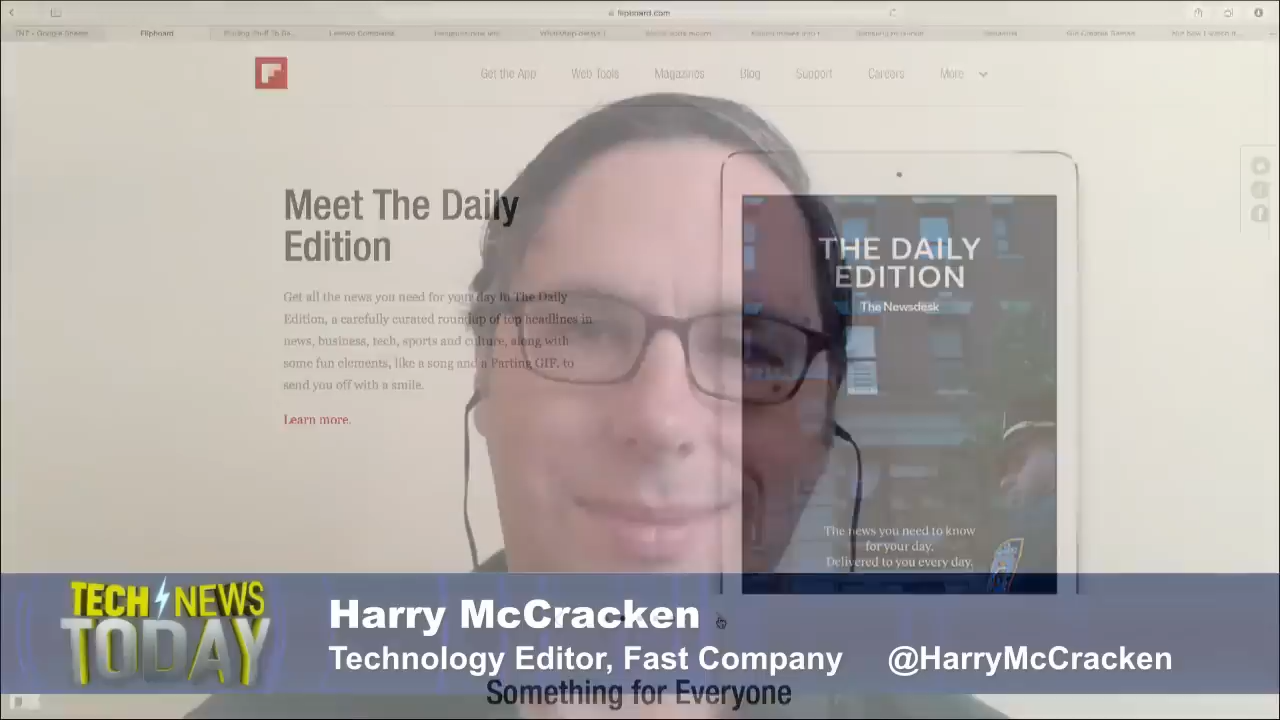 flipboard.com
Flipboard
Get the App Web Tools Magazines Blog Support Careers More
Meet The Daily
Edition
Get all the news you need for your day in The Daily
Edition, a carefully curated roundup of top headlines in
news, business, tech, sports and culture, along with
some fun elements, like a song and a Parting GIF, to
send you off with a smile.
Learn more.
THE DAILY
EDITION
The Newsdesk
The news you need to know
for your day.
Delivered to you every day.
TECH NEWS
TODAY
Harry McCracken
Technology Editor, Fast Company @HarryMcCracken
Something for Everyone